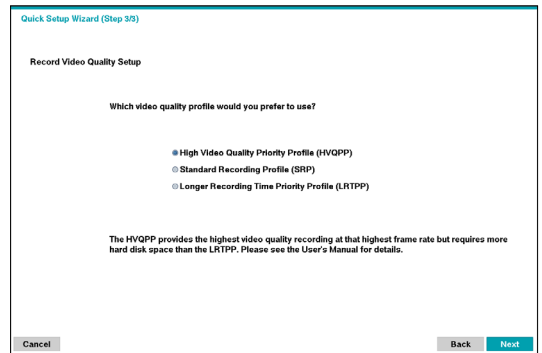 Quick Setup Wizard (Step 3/3)
Record Video Quality Setup
Which video quality profile would you prefer to use?
High Video Quality Priority Profile (HVQPP)
Standard Recording Profile (SRP)
Longer Recording Time Priority Profile (LRTPP)
The HVQPP provides the highest video quality recording at that highest frame rate but requires more
hard disk space than the LRTPP. Please see the User's Manual for details.
Cancel Back Next